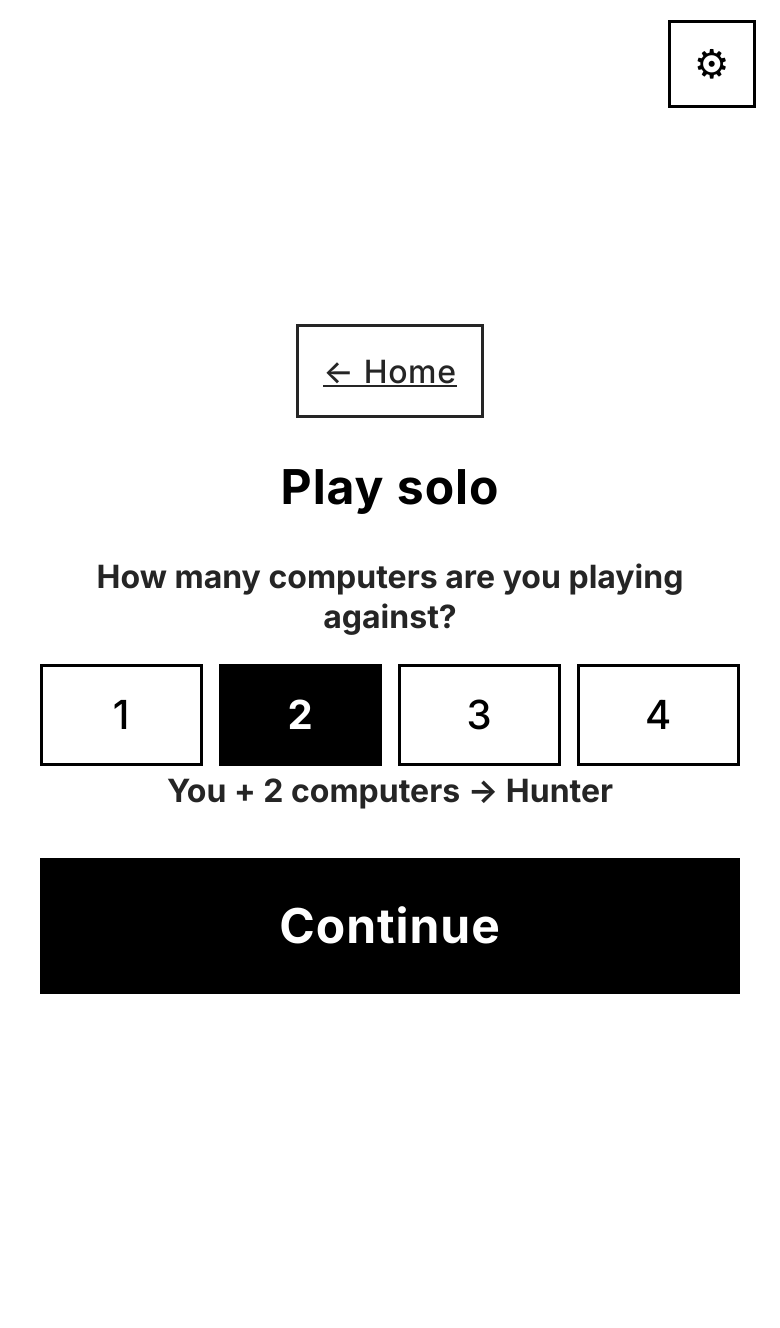 ⚙
← Home
Play solo
How many computers are you playing
against?
1 2 3 4
You + 2 computers → Hunter
Continue